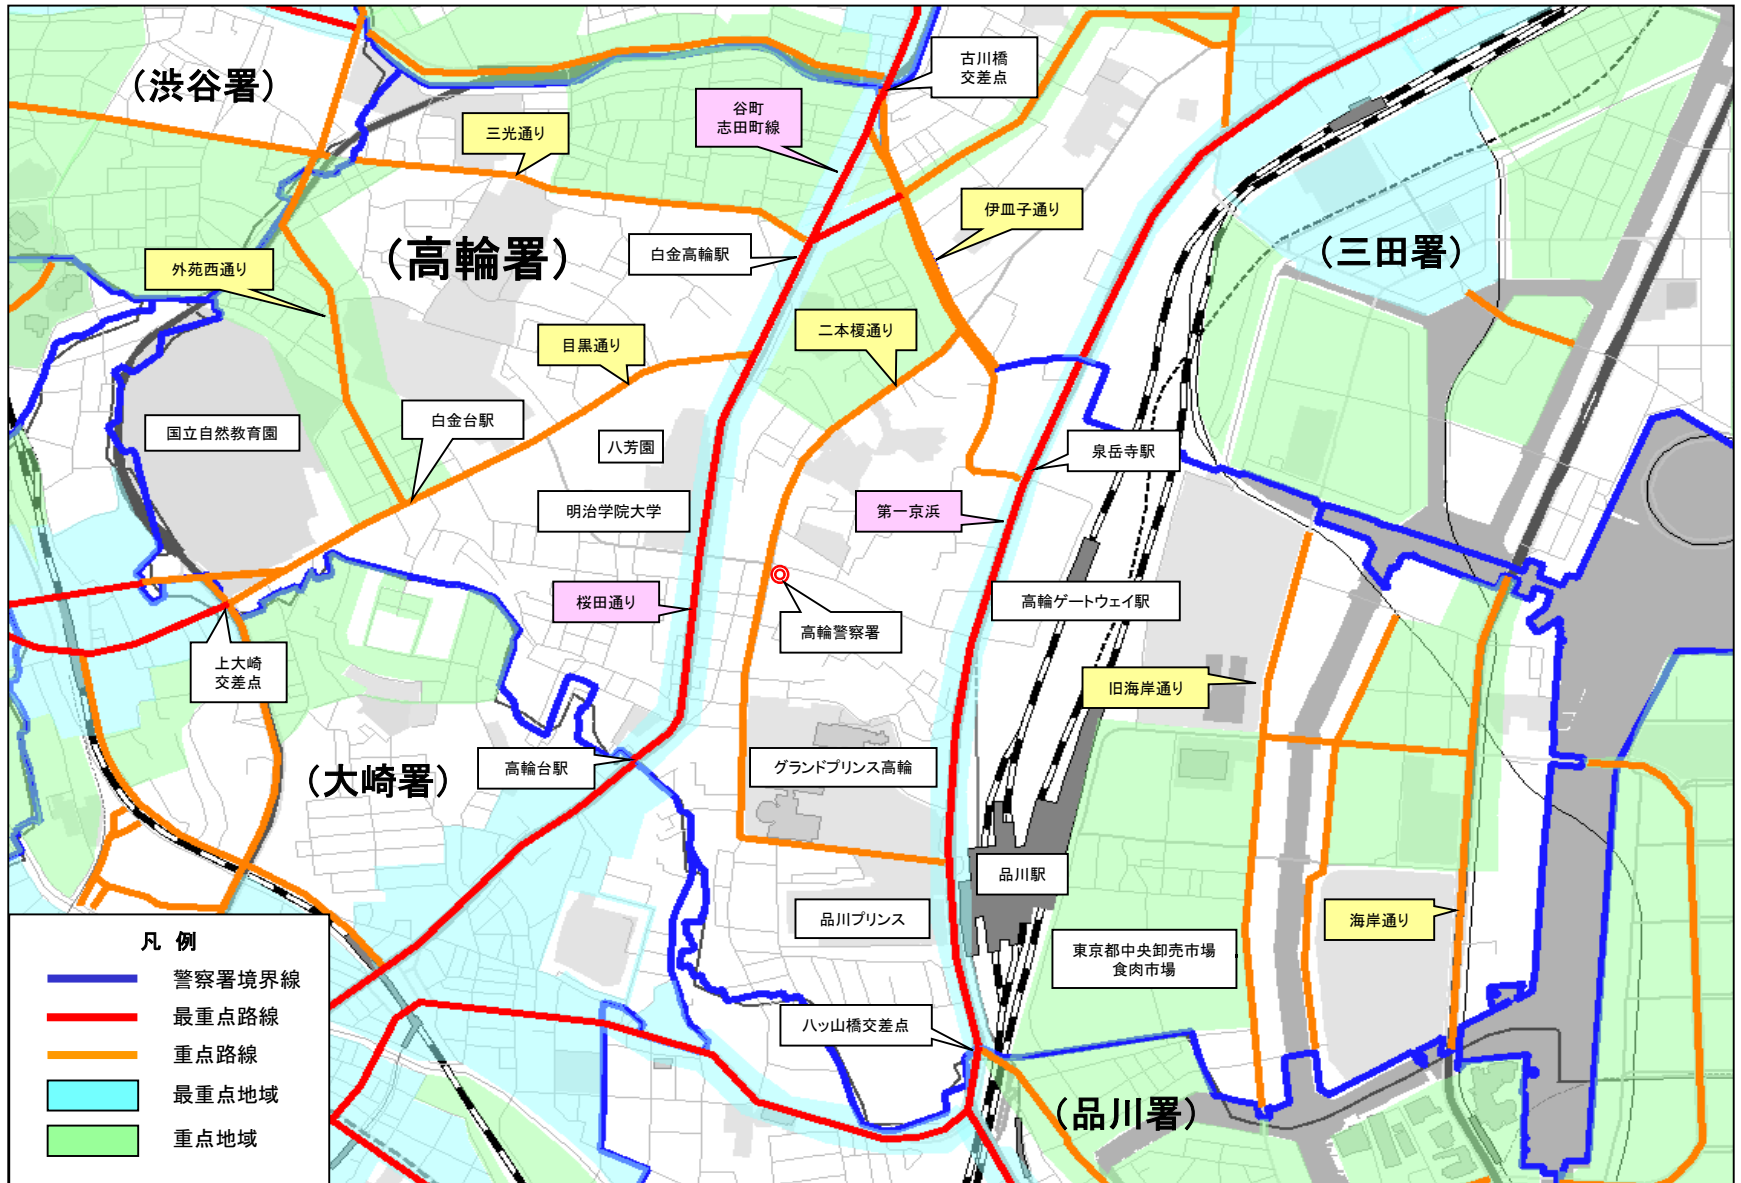 古川橋
交差点
(渋谷署)
谷町
志田町線
三光通り
伊皿子通り
(高輪署)
白金高輪駅
(三田署)
外苑西通り
目黒通り
二本榎通り
白金台駅
国立自然教育園
八芳園
泉岳寺駅
明治学院大学
第一京浜
桜田通り
高輪ゲートウェイ駅
高輪警察署
上大崎
交差点
旧海岸通り
高輪台駅
グランドプリンス高輪
(大崎署)
品川駅
品川プリンス
海岸通り
東京都中央卸売市場
食肉市場
八ッ山橋交差点
(品川署)
凡 例
警察署境界線
最重点路線
重点路線
最重点地域
重点地域